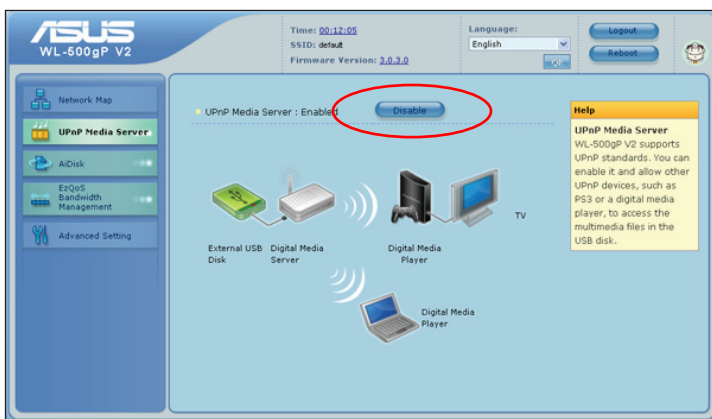 ASUS
WL-500gP V2
Time: 00:12:05
SSID: default
Firmware Version: 3.0.3.0
Language:
English
Logout
Reboot
Network Map
UPnP Media Server
AiDisk
EzQoS
Bandwidth
Management
Advanced Setting
UPnP Media Server : Enabled
Disable
External USB
Disk
Digital Media
Server
Digital Media
Player
TV
Digital Media
Player
Help
UPnP Media Server
WL-500gP V2 supports
UPnP standards. You can
enable it and allow other
UPnP devices, such as
PS3 or a digital media
player, to access the
multimedia files in the
USB disk.